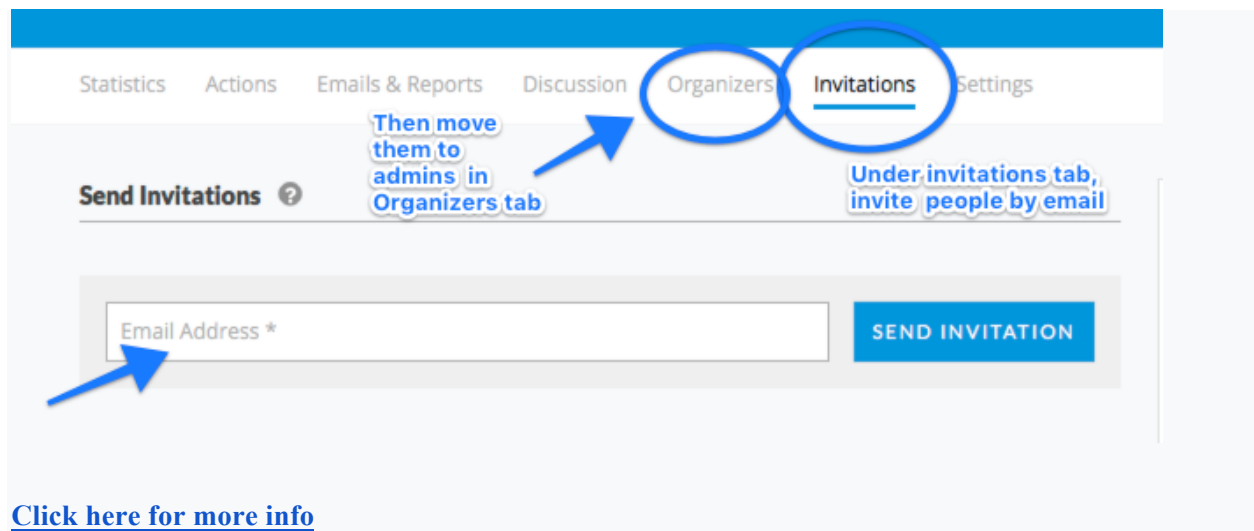 Statistics Actions Emails & Reports Discussion Organizers Invitations Settings
Then move
them to
admins in
Organizers tab
Under invitations tab,
invite people by email
Send Invitations ?
Email Address *
SEND INVITATION
Click here for more info